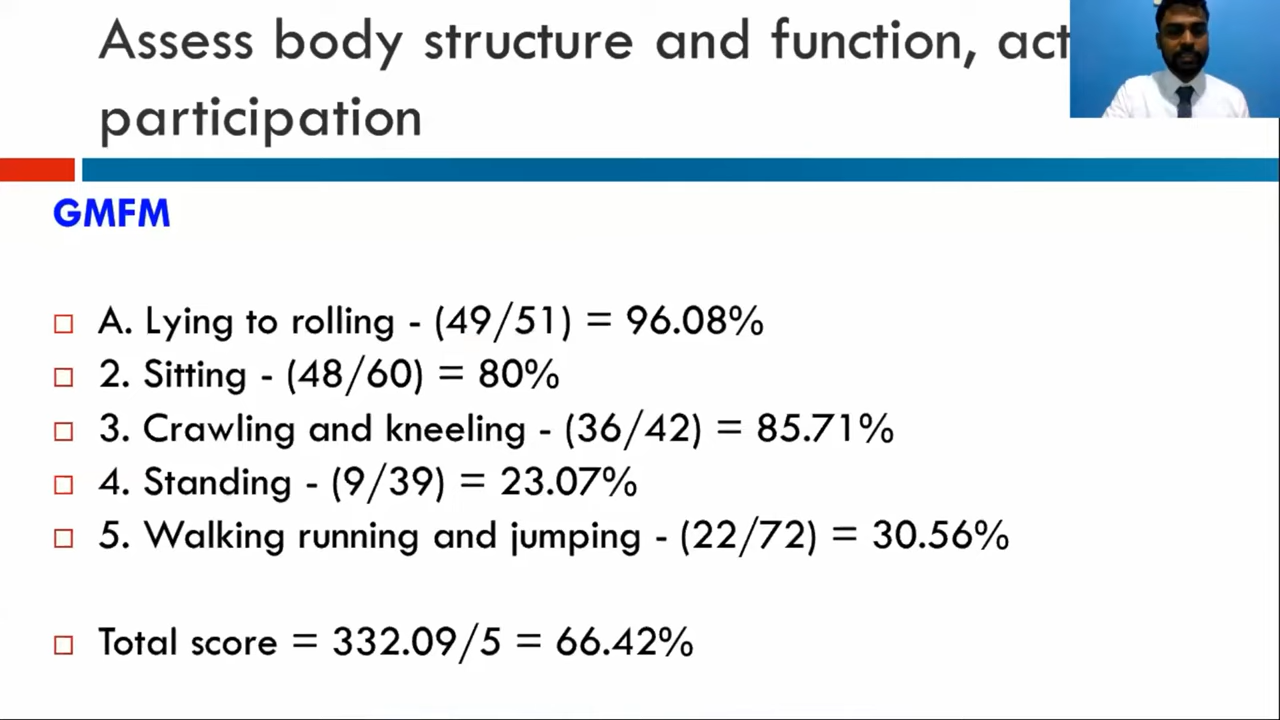 Assess body structure and function, act
participation
GMFM
A. Lying to rolling - (49/51) = 96.08%
2. Sitting - (48/60) = 80%
3. Crawling and kneeling - (36/42) = 85.71%
4. Standing - (9/39) = 23.07%
5. Walking running and jumping - (22/72) = 30.56%
Total score = 332.09/5 = 66.42%